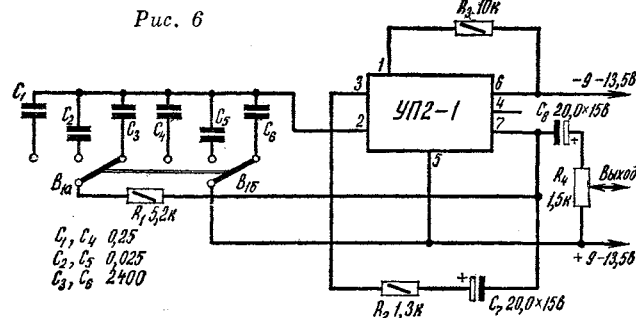 Рис. 6
R3 10к
-9-13,5в
1
3
6
4
2
7
5
УП2-1
C8 20,0×15в
+
C1
C2
C3
C4
C5
C6
В1а
В1б
R1 5,2к
R4 1,5к
Выход
+9-13,5в
C1, C4 0,25
C2, C5 0,025
C3, C6 2400
R2 1,3к
+
C7 20,0×15в